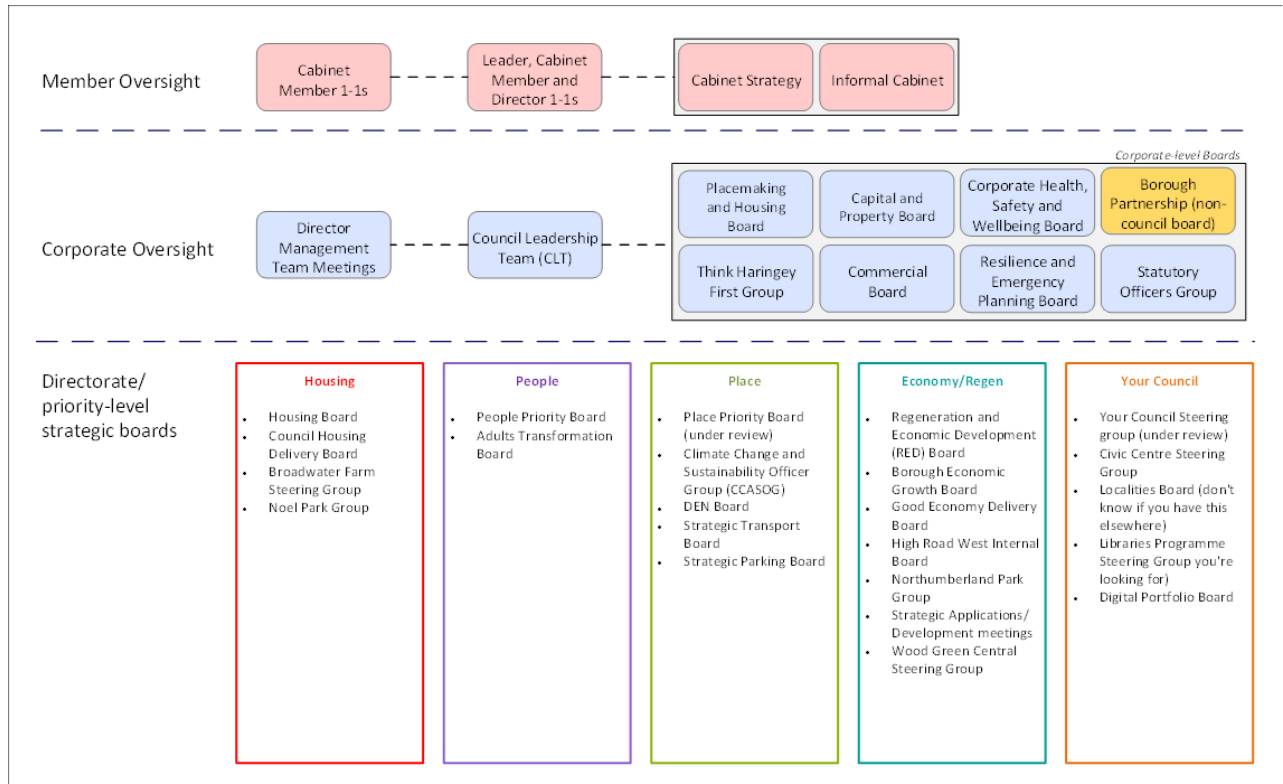 Member Oversight
Cabinet
Member 1-1s
Leader, Cabinet
Member and
Director 1-1s
Cabinet Strategy
Informal Cabinet
Corporate-level Boards
Corporate Oversight
Director
Management
Team Meetings
Council Leadership
Team (CLT)
Placemaking
and Housing
Board
Capital and
Property Board
Corporate Health,
Safety and
Wellbeing Board
Borough
Partnership (non-
council board)
Think Haringey
First Group
Commercial
Board
Resilience and
Emergency
Planning Board
Statutory
Officers Group
Directorate/
priority-level
strategic boards
Housing
• Housing Board
• Council Housing
Delivery Board
• Broadwater Farm
Steering Group
• Noel Park Group
People
• People Priority Board
• Adults Transformation
Board
Place
• Place Priority Board
(under review)
• Climate Change and
Sustainability Officer
Group (CCASOG)
• DEN Board
• Strategic Transport
Board
• Strategic Parking Board
Economy/Regen
• Regeneration and
Economic Development
(RED) Board
• Borough Economic
Growth Board
• Good Economy Delivery
Board
• High Road West Internal
Board
• Northumberland Park
Group
• Strategic Applications/
Development meetings
• Wood Green Central
Steering Group
Your Council
• Your Council Steering
group (under review)
• Civic Centre Steering
Group
• Localities Board (don't
know if you have this
elsewhere)
• Libraries Programme
Steering Group you're
looking for)
• Digital Portfolio Board